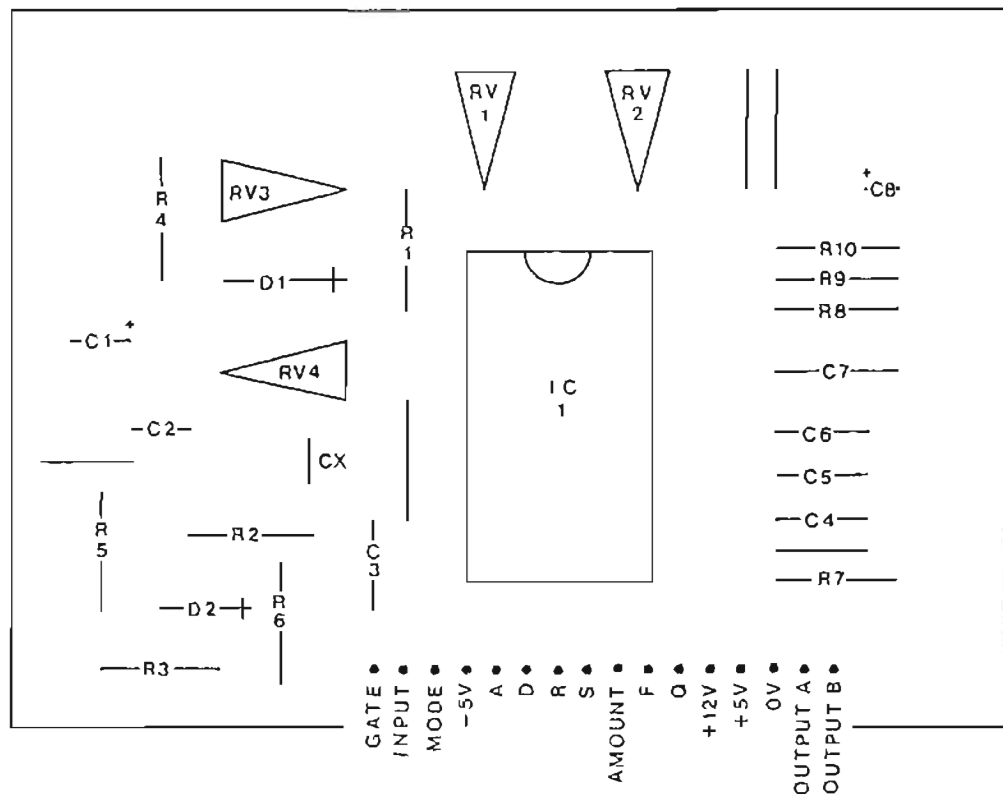 RV
1
RV
2
R
4
RV3
+
C8
R
1
R10
D1
R9
R8
+
C1
RV4
C7
IC
1
C2
C6
CX
C5
R
5
C4
R2
C
3
R7
D2
R
6
R3
GATE
INPUT
MODE
-5V
A
D
R
S
AMOUNT
F
Q
+12V
+5V
0V
OUTPUT A
OUTPUT B